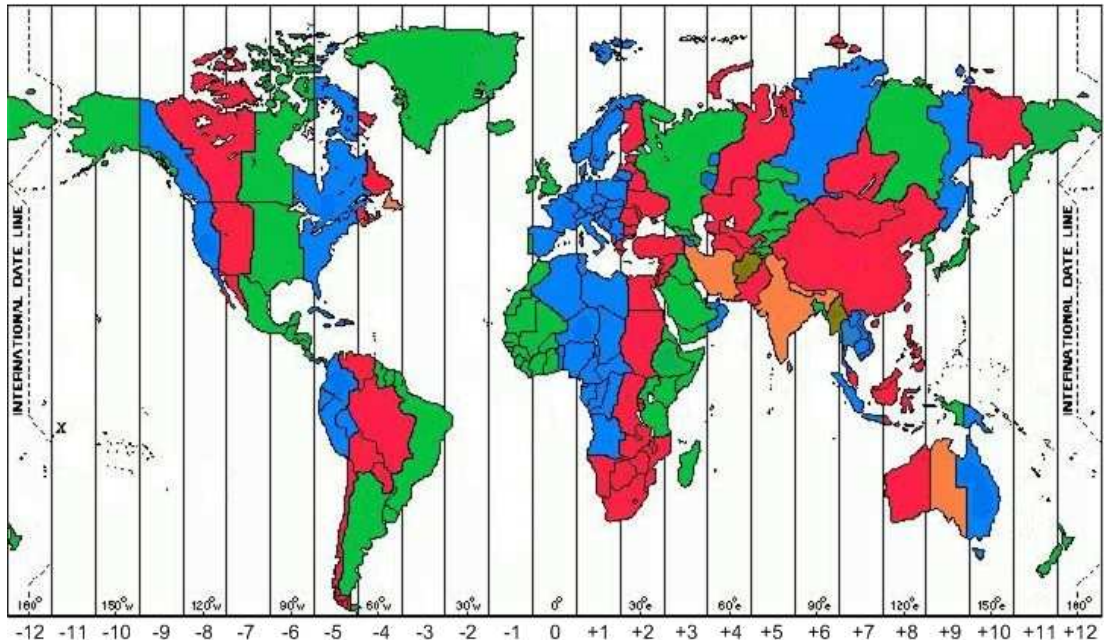 INTERNATIONAL DATE LINE
INTERNATIONAL DATE LINE
X
180° 150°w 120°w 90°w 60°w 30°w 0° 30°e 60°e 90°e 120°e 150°e 180°
-12 -11 -10 -9 -8 -7 -6 -5 -4 -3 -2 -1 0 +1 +2 +3 +4 +5 +6 +7 +8 +9 +10 +11 +12